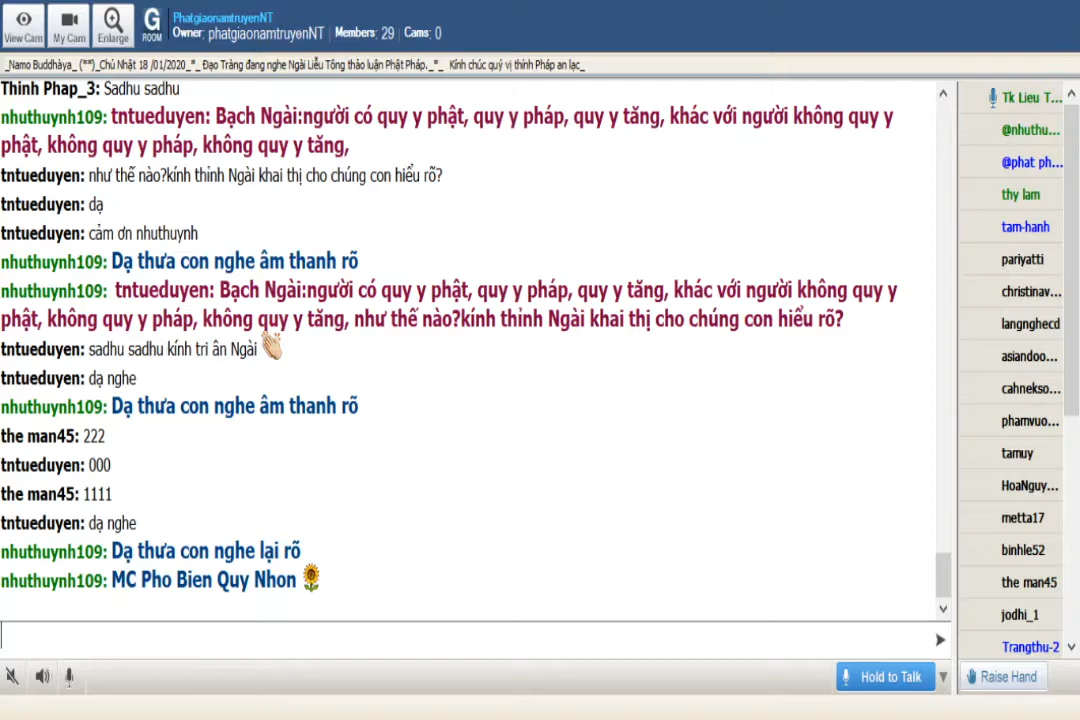 View Cam
My Cam
Enlarge
G
ROOM
PhatgiaonamtruyenNT
Owner: phatgiaonamtruyenNT | Members: 29 | Cams: 0
_Namo Buddhàya_ (**)_Chủ Nhật 18 /01/2020_*_ Đạo Tràng đang nghe Ngài Liễu Tông thảo luận Phật Pháp._*_ Kính chúc quý vị thính Pháp an lạc_
Thinh Phap_3: Sadhu sadhu
nhuthuynh109: tntueduyen: Bạch Ngài:người có quy y phật, quy y pháp, quy y tăng, khác với người không quy y
phật, không quy y pháp, không quy y tăng,
tntueduyen: như thế nào?kính thỉnh Ngài khai thị cho chúng con hiểu rõ?
tntueduyen: dạ
tntueduyen: cảm ơn nhuthuynh
nhuthuynh109: Dạ thưa con nghe âm thanh rõ
nhuthuynh109: tntueduyen: Bạch Ngài:người có quy y phật, quy y pháp, quy y tăng, khác với người không quy y
phật, không quy y pháp, không quy y tăng, như thế nào?kính thỉnh Ngài khai thị cho chúng con hiểu rõ?
tntueduyen: sadhu sadhu kính tri ân Ngài
tntueduyen: dạ nghe
nhuthuynh109: Dạ thưa con nghe âm thanh rõ
the man45: 222
tntueduyen: 000
the man45: 1111
tntueduyen: dạ nghe
nhuthuynh109: Dạ thưa con nghe lại rõ
nhuthuynh109: MC Pho Bien Quy Nhon
Tk Lieu T...
@nhuthu...
@phat ph...
thy lam
tam-hanh
pariyatti
christinav...
langnghecd
asiandoo...
cahnekso...
phamvuo...
tamuy
HoaNguy...
metta17
binhle52
the man45
jodhi_1
Trangthu-2
Hold to Talk
Raise Hand